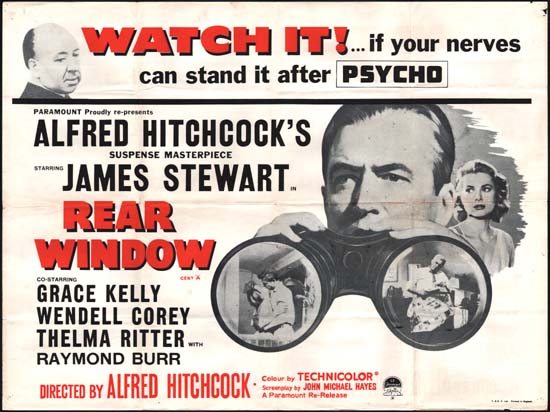 WATCH IT!...if your nerves
can stand it after PSYCHO
PARAMOUNT Proudly re-presents
ALFRED HITCHCOCK'S
SUSPENSE MASTERPIECE
STARRING JAMES STEWART IN
REAR
WINDOW
CERT 'A'
CO-STARRING
GRACE KELLY
WENDELL COREY
THELMA RITTER WITH
RAYMOND BURR
DIRECTED BY ALFRED HITCHCOCK · Colour by TECHNICOLOR
Screenplay by JOHN MICHAEL HAYES
A Paramount Re-Release